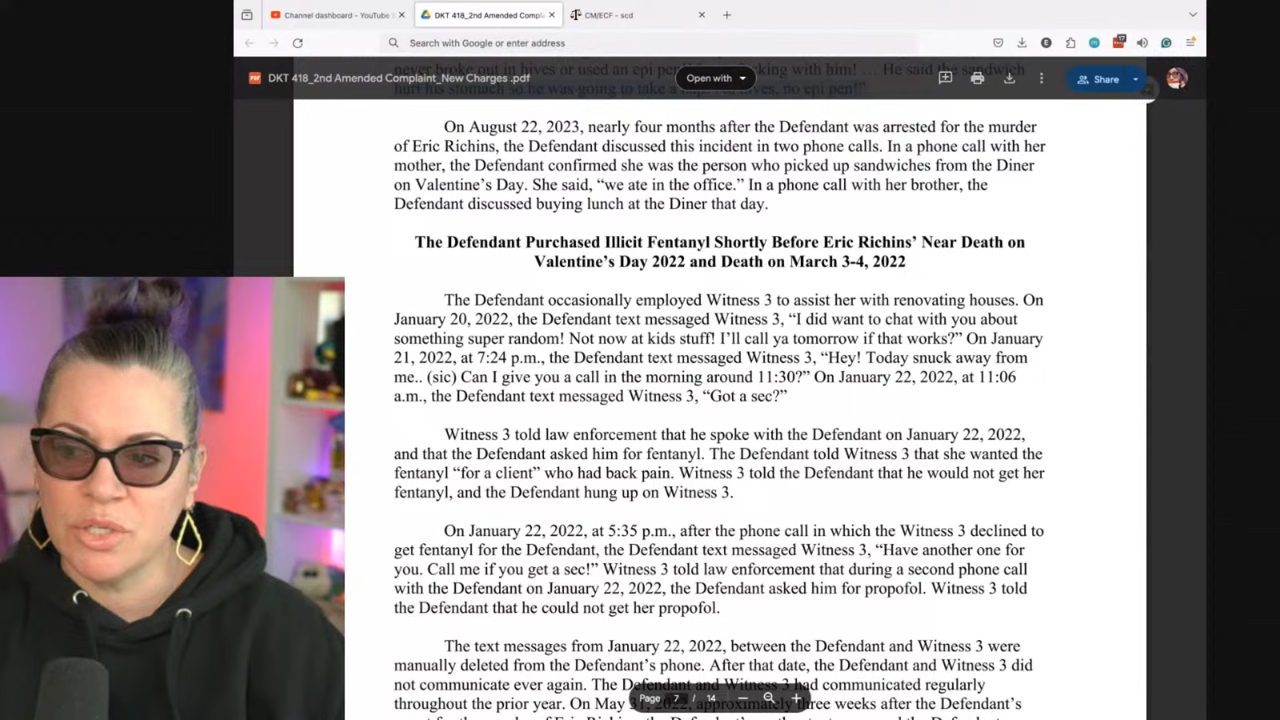 Channel dashboard - YouTube
DKT 418_2nd Amended Compl
CM/ECF - scd
Search with Google or enter address
DKT 418_2nd Amended Complaint_New Charges .pdf
Open with
Share
On August 22, 2023, nearly four months after the Defendant was arrested for the murder
of Eric Richins, the Defendant discussed this incident in two phone calls. In a phone call with her
mother, the Defendant confirmed she was the person who picked up sandwiches from the Diner
on Valentine’s Day. She said, “we ate in the office.” In a phone call with her brother, the
Defendant discussed buying lunch at the Diner that day.
The Defendant Purchased Illicit Fentanyl Shortly Before Eric Richins’ Near Death on
Valentine’s Day 2022 and Death on March 3-4, 2022
The Defendant occasionally employed Witness 3 to assist her with renovating houses. On
January 20, 2022, the Defendant text messaged Witness 3, “I did want to chat with you about
something super random! Not now at kids stuff! I’ll call ya tomorrow if that works?” On January
21, 2022, at 7:24 p.m., the Defendant text messaged Witness 3, “Hey! Today snuck away from
me.. (sic) Can I give you a call in the morning around 11:30?” On January 22, 2022, at 11:06
a.m., the Defendant text messaged Witness 3, “Got a sec?”
Witness 3 told law enforcement that he spoke with the Defendant on January 22, 2022,
and that the Defendant asked him for fentanyl. The Defendant told Witness 3 that she wanted the
fentanyl “for a client” who had back pain. Witness 3 told the Defendant that he would not get her
fentanyl, and the Defendant hung up on Witness 3.
On January 22, 2022, at 5:35 p.m., after the phone call in which the Witness 3 declined to
get fentanyl for the Defendant, the Defendant text messaged Witness 3, “Have another one for
you. Call me if you get a sec!” Witness 3 told law enforcement that during a second phone call
with the Defendant on January 22, 2022, the Defendant asked him for propofol. Witness 3 told
the Defendant that he could not get her propofol.
The text messages from January 22, 2022, between the Defendant and Witness 3 were
manually deleted from the Defendant’s phone. After that date, the Defendant and Witness 3 did
not communicate ever again. The Defendant and Witness 3 had communicated regularly
throughout the prior year. On May 31, 2022, approximately three weeks after the Defendant’s
Page 7 / 14